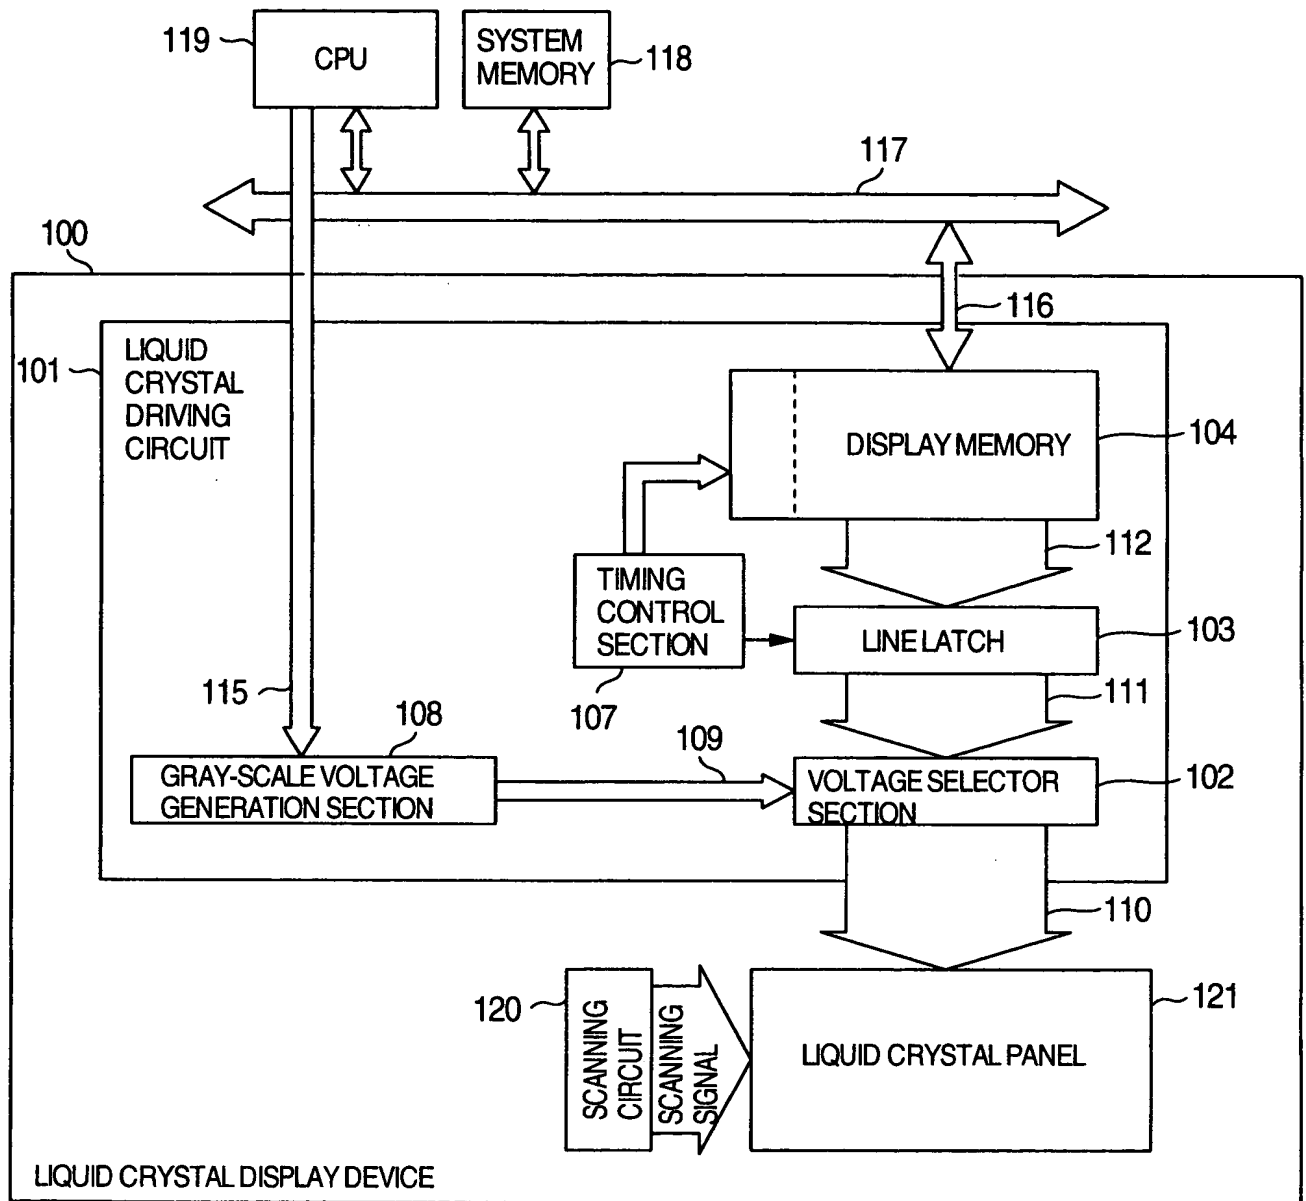 119
CPU
SYSTEM
MEMORY
118
117
100
116
101
LIQUID
CRYSTAL
DRIVING
CIRCUIT
DISPLAY MEMORY
104
112
TIMING
CONTROL
SECTION
LINE LATCH
103
107
111
115
108
109
GRAY-SCALE VOLTAGE
GENERATION SECTION
VOLTAGE SELECTOR
SECTION
102
110
120
SCANNING
CIRCUIT
SCANNING
SIGNAL
LIQUID CRYSTAL PANEL
121
LIQUID CRYSTAL DISPLAY DEVICE